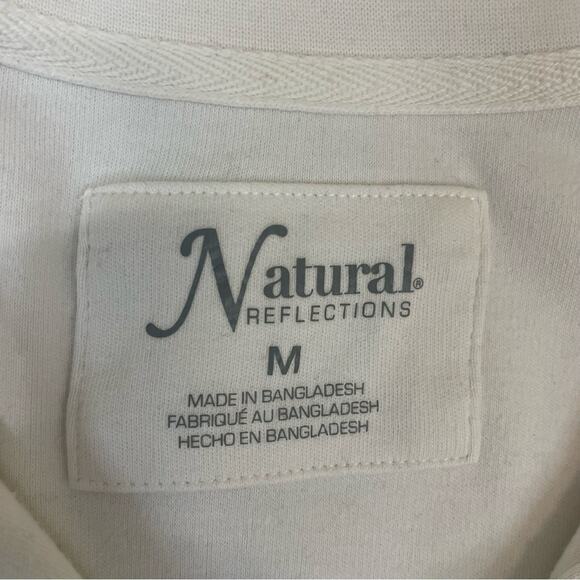 Natural®
REFLECTIONS
M
MADE IN BANGLADESH
FABRIQUÉ AU BANGLADESH
HECHO EN BANGLADESH